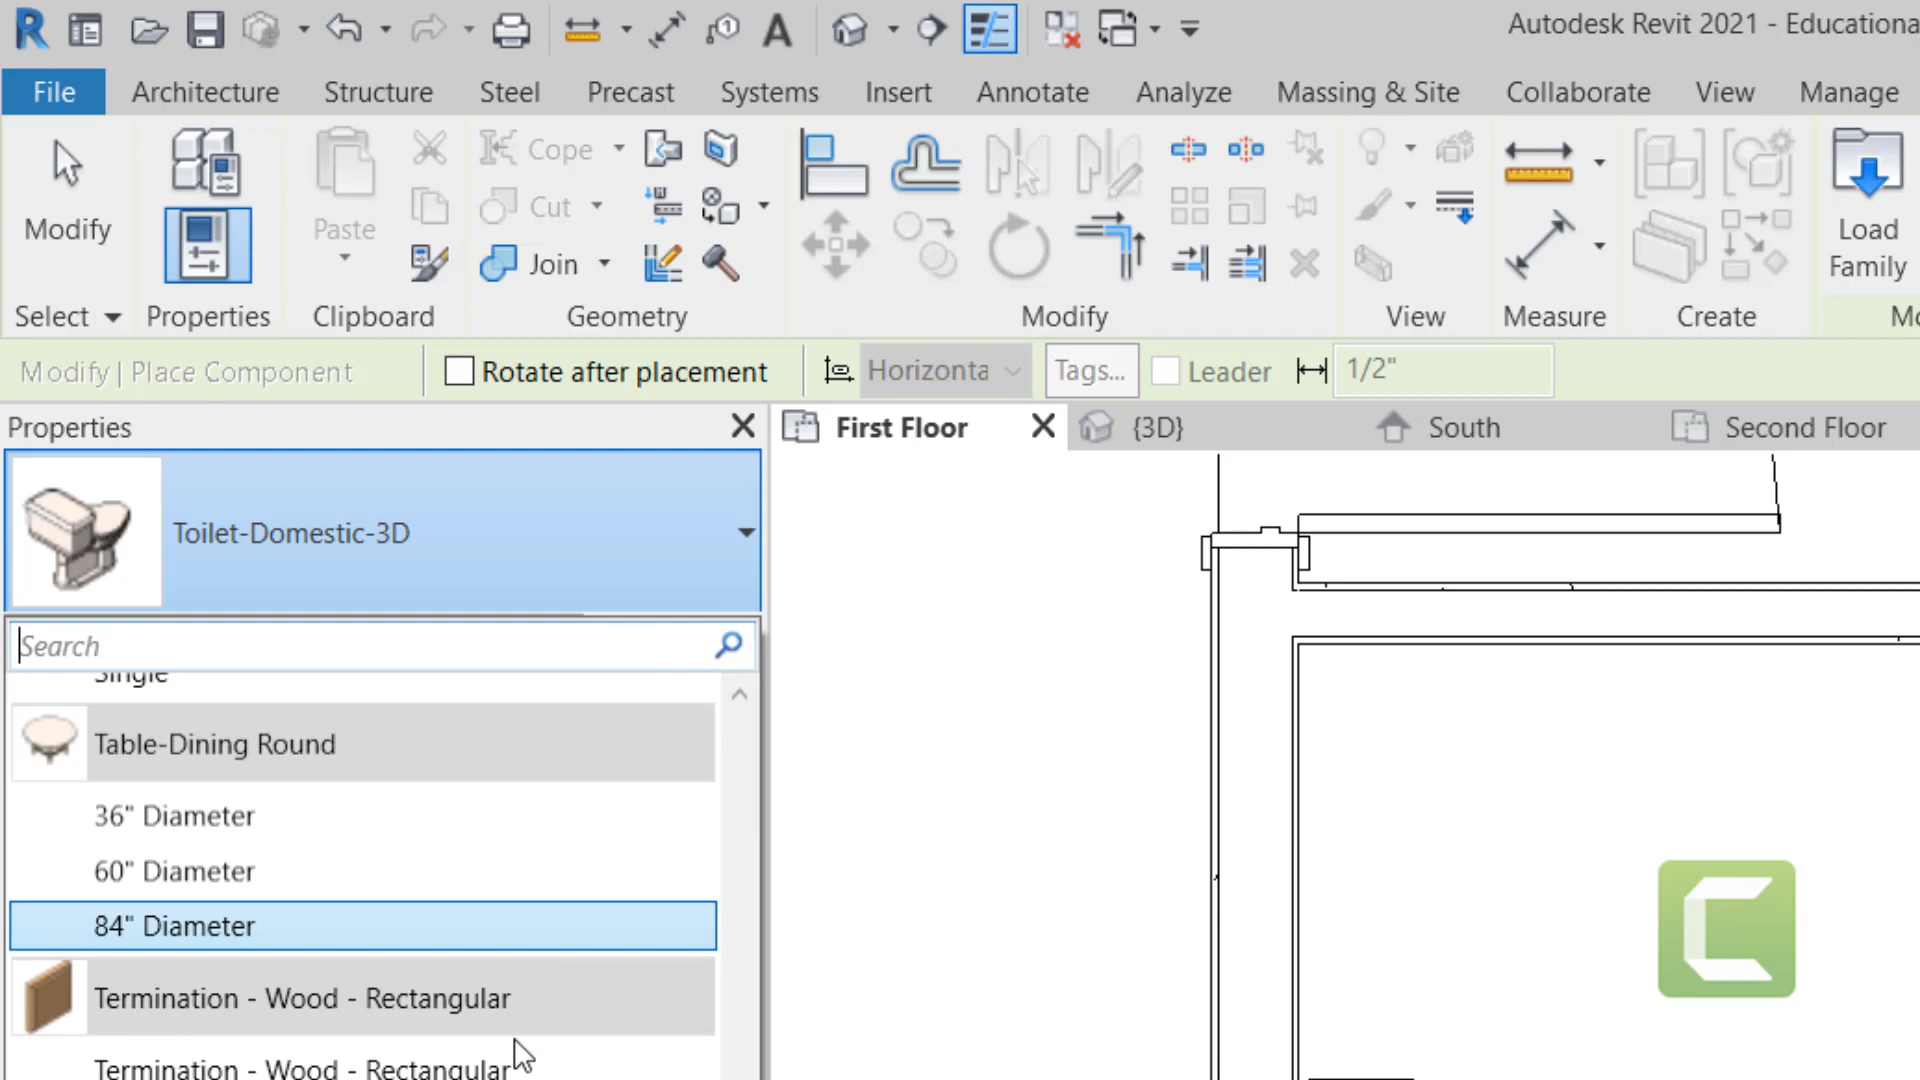 Autodesk Revit 2021 - Educationa
File Architecture Structure Steel Precast Systems Insert Annotate Analyze Massing & Site Collaborate View Manage
Modify Paste Cope Cut Join Load Family
Select Properties Clipboard Geometry Modify View Measure Create Mo
Modify | Place Component Rotate after placement Horizonta Tags... Leader 1/2"
Properties First Floor {3D} South Second Floor
Toilet-Domestic-3D
Search
Single
Table-Dining Round
36" Diameter
60" Diameter
84" Diameter
Termination - Wood - Rectangular
Termination - Wood - Rectangular